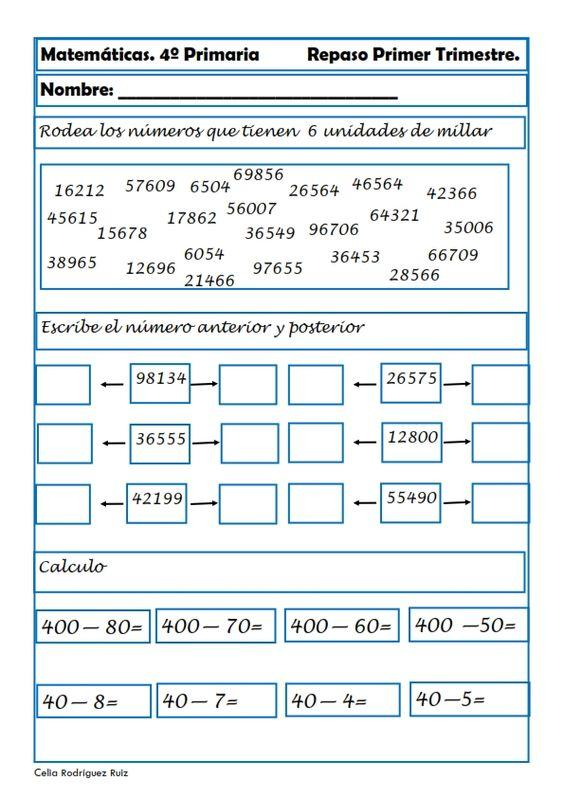 Matemáticas. 4º Primaria Repaso Primer Trimestre.
Nombre: ______________________________
Rodea los números que tienen 6 unidades de millar
16212 57609 6504 69856 26564 46564 42366
45615 15678 17862 56007 36549 96706 64321 35006
38965 12696 6054 21466 97655 36453 28566 66709
Escribe el número anterior y posterior
98134 26575
36555 12800
42199 55490
Calculo
400 – 80= 400 – 70= 400 – 60= 400 –50=
40 – 8= 40 – 7= 40 – 4= 40 –5=
Celia Rodríguez Ruiz